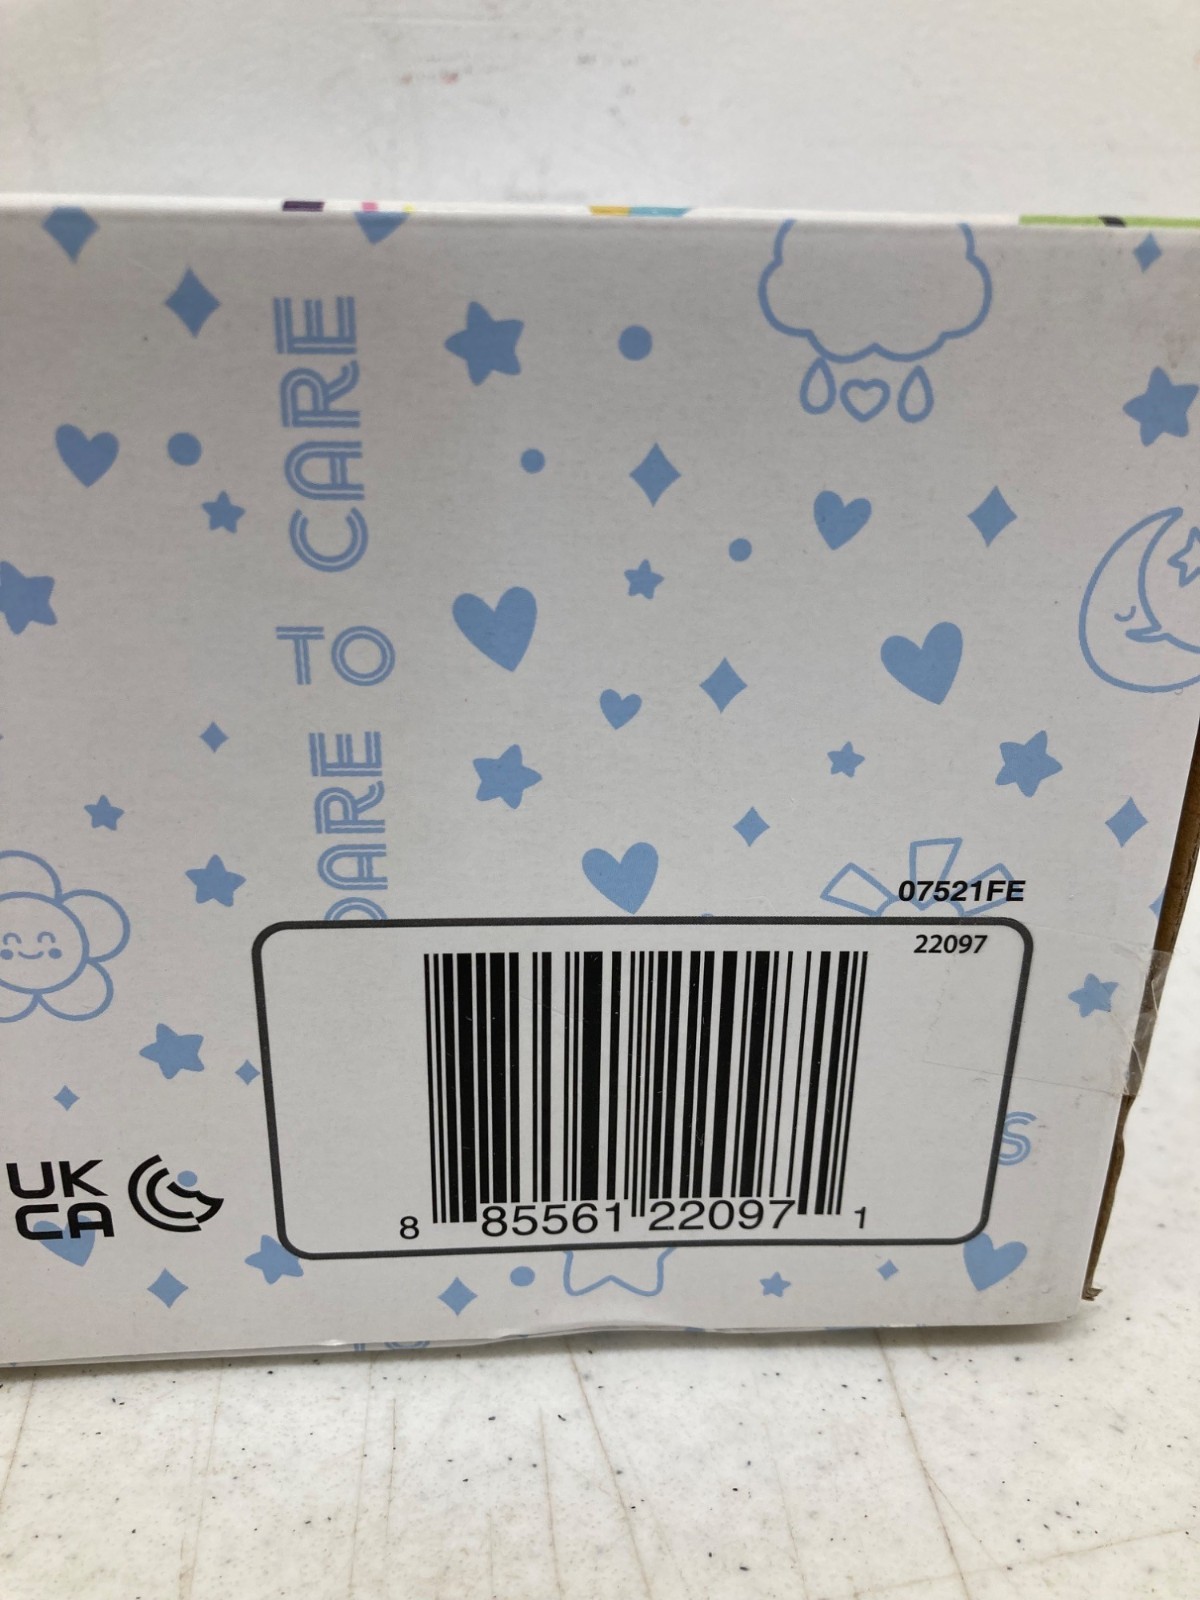 DARE TO CARE
07521FE
22097
S
UK
CA
8 85561 22097 1